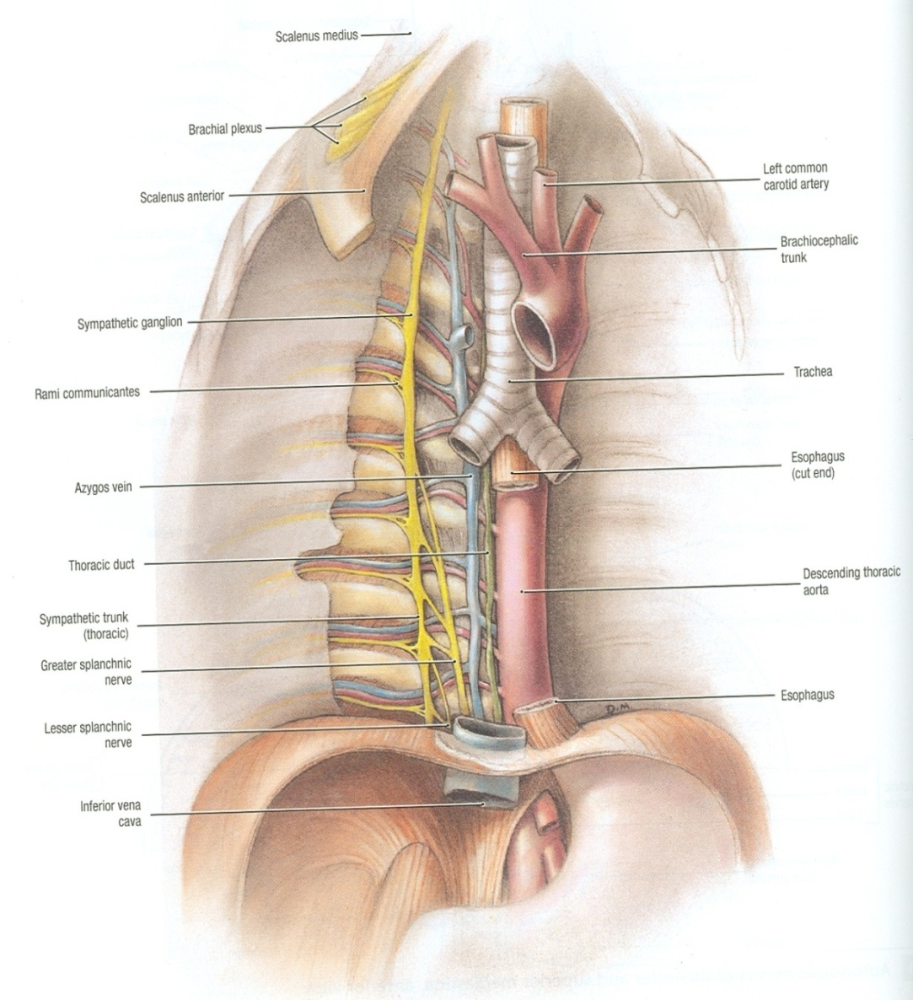 Scalenus medius
Brachial plexus
Scalenus anterior
Sympathetic ganglion
Rami communicantes
Azygos vein
Thoracic duct
Sympathetic trunk
(thoracic)
Greater splanchnic
nerve
Lesser splanchnic
nerve
Inferior vena
cava
Left common
carotid artery
Brachiocephalic
trunk
Trachea
Esophagus
(cut end)
Descending thoracic
aorta
Esophagus
D.M.